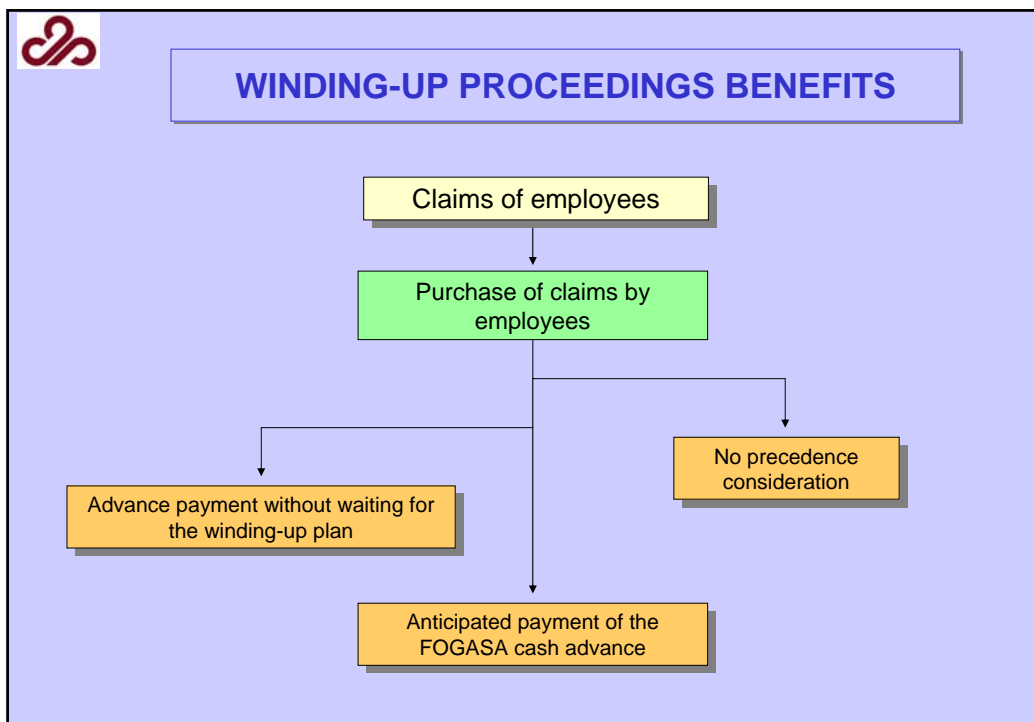 WINDING-UP PROCEEDINGS BENEFITS
Claims of employees
Purchase of claims by
employees
No precedence
consideration
Advance payment without waiting for
the winding-up plan
Anticipated payment of the
FOGASA cash advance